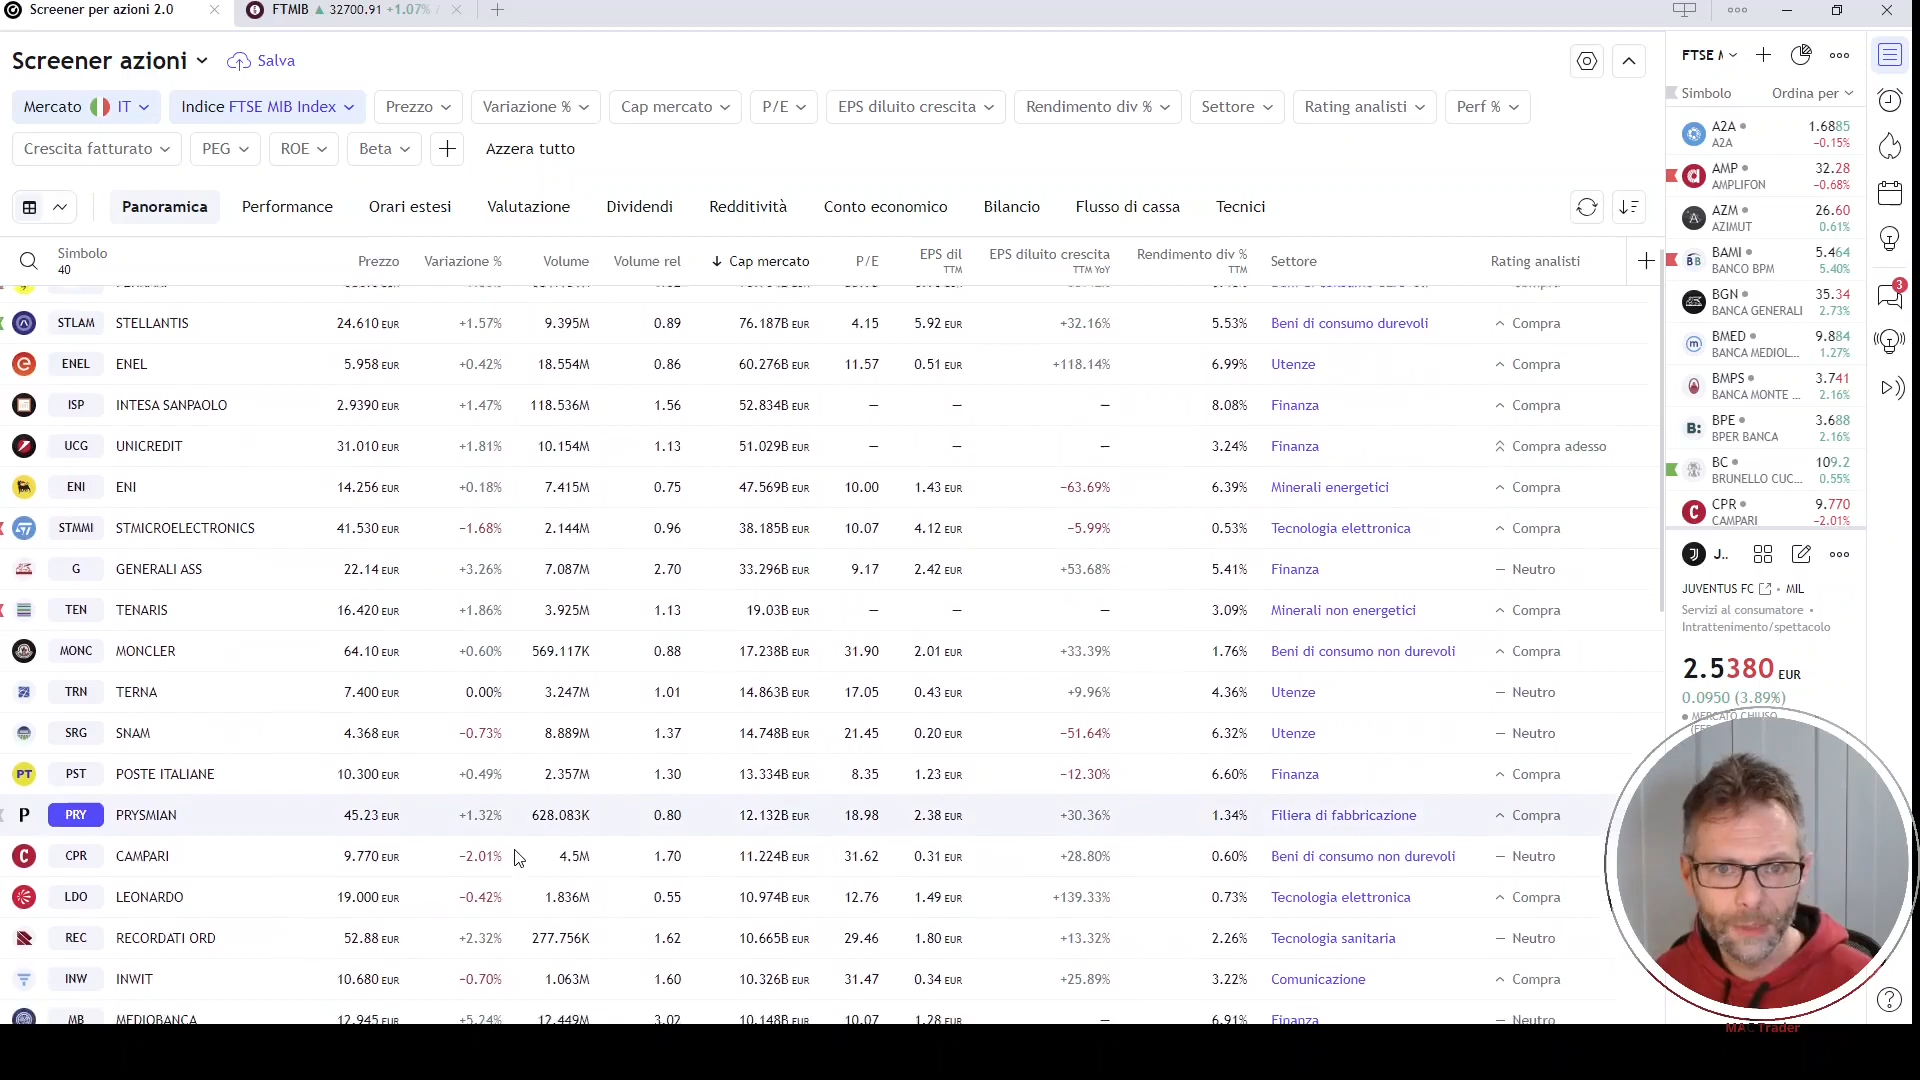 Screener per azioni 2.0
FTMIB ▲ 32700.91 +1.07% /
Screener azioni Salva
Mercato IT Indice FTSE MIB Index Prezzo Variazione % Cap mercato P/E EPS diluito crescita Rendimento div % Settore Rating analisti Perf %
Crescita fatturato PEG ROE Beta Azzera tutto
Panoramica Performance Orari estesi Valutazione Dividendi Redditività Conto economico Bilancio Flusso di cassa Tecnici
Simbolo 40 Prezzo Variazione % Volume Volume rel ↓ Cap mercato P/E EPS dil TTM EPS diluito crescita TTM YoY Rendimento div % TTM Settore Rating analisti
STLAM STELLANTIS 24.610 EUR +1.57% 9.395M 0.89 76.187B EUR 4.15 5.92 EUR +32.16% 5.53% Beni di consumo durevoli Compra
ENEL ENEL 5.958 EUR +0.42% 18.554M 0.86 60.276B EUR 11.57 0.51 EUR +118.14% 6.99% Utenze Compra
ISP INTESA SANPAOLO 2.9390 EUR +1.47% 118.536M 1.56 52.834B EUR — — — 8.08% Finanza Compra
UCG UNICREDIT 31.010 EUR +1.81% 10.154M 1.13 51.029B EUR — — — 3.24% Finanza Compra adesso
ENI ENI 14.256 EUR +0.18% 7.415M 0.75 47.569B EUR 10.00 1.43 EUR −63.69% 6.39% Minerali energetici Compra
STMMI STMICROELECTRONICS 41.530 EUR −1.68% 2.144M 0.96 38.185B EUR 10.07 4.12 EUR −5.99% 0.53% Tecnologia elettronica Compra
G GENERALI ASS 22.14 EUR +3.26% 7.087M 2.70 33.296B EUR 9.17 2.42 EUR +53.68% 5.41% Finanza — Neutro
TEN TENARIS 16.420 EUR +1.86% 3.925M 1.13 19.03B EUR — — — 3.09% Minerali non energetici Compra
MONC MONCLER 64.10 EUR +0.60% 569.117K 0.88 17.238B EUR 31.90 2.01 EUR +33.39% 1.76% Beni di consumo non durevoli Compra
TRN TERNA 7.400 EUR 0.00% 3.247M 1.01 14.863B EUR 17.05 0.43 EUR +9.96% 4.36% Utenze — Neutro
SRG SNAM 4.368 EUR −0.73% 8.889M 1.37 14.748B EUR 21.45 0.20 EUR −51.64% 6.32% Utenze — Neutro
PT PST POSTE ITALIANE 10.300 EUR +0.49% 2.357M 1.30 13.334B EUR 8.35 1.23 EUR −12.30% 6.60% Finanza Compra
P PRY PRYSMIAN 45.23 EUR +1.32% 628.083K 0.80 12.132B EUR 18.98 2.38 EUR +30.36% 1.34% Filiera di fabbricazione Compra
C CPR CAMPARI 9.770 EUR −2.01% 4.5M 1.70 11.224B EUR 31.62 0.31 EUR +28.80% 0.60% Beni di consumo non durevoli — Neutro
LDO LEONARDO 19.000 EUR −0.42% 1.836M 0.55 10.974B EUR 12.76 1.49 EUR +139.33% 0.73% Tecnologia elettronica Compra
REC RECORDATI ORD 52.88 EUR +2.32% 277.756K 1.62 10.665B EUR 29.46 1.80 EUR +13.32% 2.26% Tecnologia sanitaria — Neutro
INW INWIT 10.680 EUR −0.70% 1.063M 1.60 10.326B EUR 31.47 0.34 EUR +25.89% 3.22% Comunicazione Compra
MB MEDIOBANCA 12.945 EUR +5.24% 12.449M 3.02 10.148B EUR 10.07 1.28 EUR — 6.91% Finanza — Neutro
FTSE
Simbolo Ordina per
A2A 1.6885
A2A −0.15%
AMP 32.28
AMPLIFON −0.68%
AZM 26.60
AZIMUT 0.61%
BAMI 5.464
BANCO BPM 5.40%
BGN 35.34
BANCA GENERALI 2.73%
BMED 9.884
BANCA MEDIOL... 1.27%
BMPS 3.741
BANCA MONTE ... 2.16%
BPE 3.688
BPER BANCA 2.16%
BC 109.2
BRUNELLO CUC... 0.55%
CPR 9.770
CAMPARI −2.01%
3
J..
JUVENTUS FC • MIL
Servizi al consumatore •
Intrattenimento/spettacolo
2.5380 EUR
0.0950 (3.89%)
MERCATO CHIUSO
MAC Trader